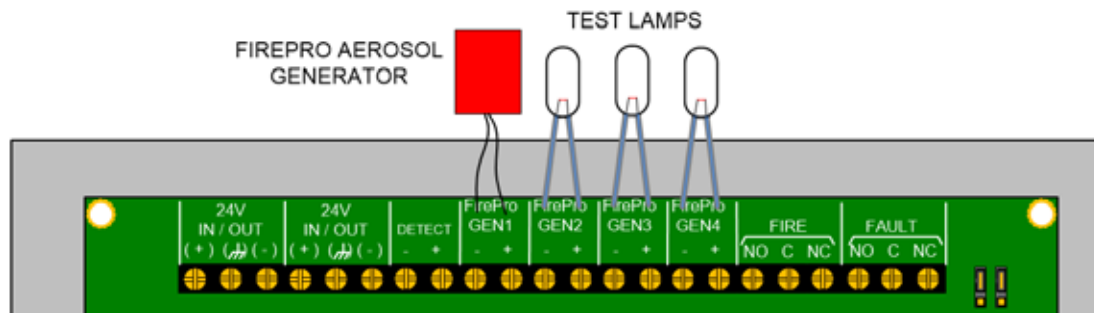 TEST LAMPS
FIREPRO AEROSOL
GENERATOR
24V
IN / OUT
(+) (-)
24V
IN / OUT
(+) (-)
DETECT
- +
FirePro
GEN1
- +
FirePro
GEN2
- +
FirePro
GEN3
- +
FirePro
GEN4
- +
FIRE
NO C NC
FAULT
NO C NC